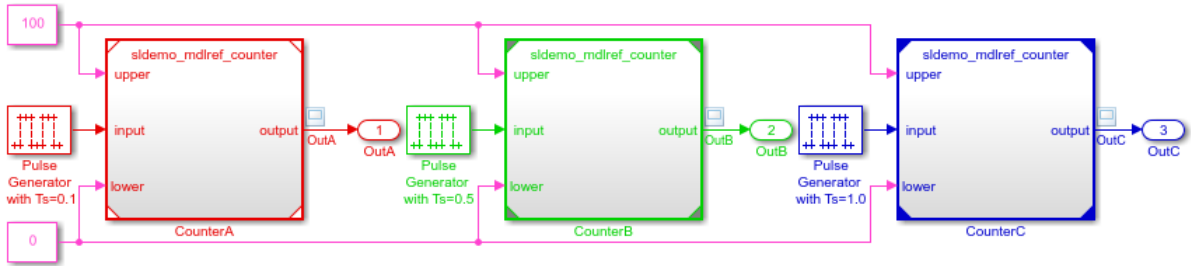 100
sldemo_mdlref_counter
upper
input
output
lower
CounterA
Pulse
Generator
with Ts=0.1
OutA
1
OutA
sldemo_mdlref_counter
upper
input
output
lower
CounterB
Pulse
Generator
with Ts=0.5
OutB
2
OutB
sldemo_mdlref_counter
upper
input
output
lower
CounterC
Pulse
Generator
with Ts=1.0
OutC
3
OutC
0